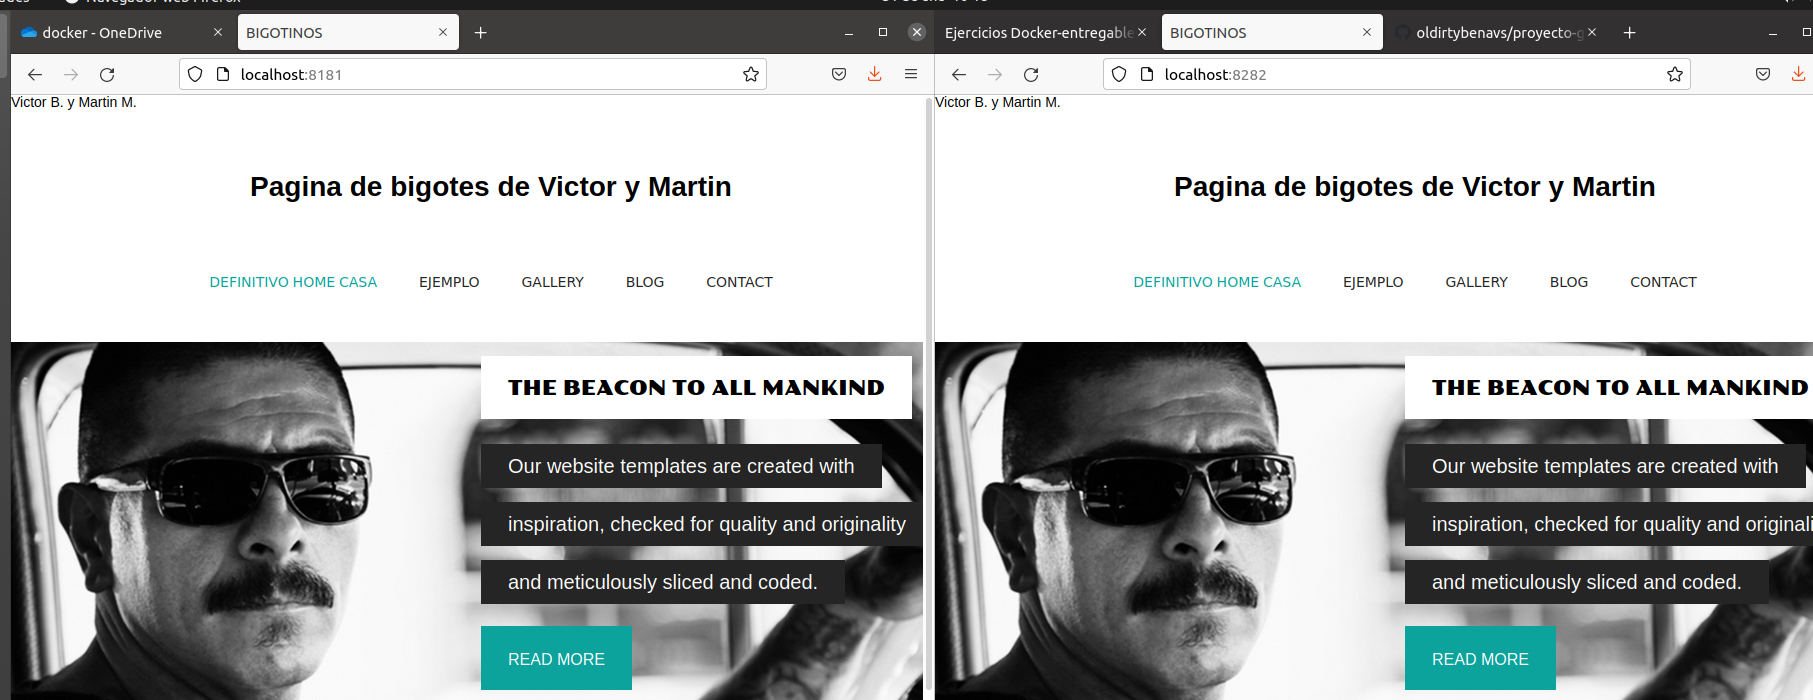 Navegador web Firefox
docker - OneDrive
BIGOTINOS
localhost:8181
Victor B. y Martin M.
Pagina de bigotes de Victor y Martin
DEFINITIVO HOME CASA EJEMPLO GALLERY BLOG CONTACT
THE BEACON TO ALL MANKIND
Our website templates are created with
inspiration, checked for quality and originality
and meticulously sliced and coded.
READ MORE
Ejercicios Docker-entregable
BIGOTINOS
oldirtybenavs/proyecto-g
localhost:8282
Victor B. y Martin M.
Pagina de bigotes de Victor y Martin
DEFINITIVO HOME CASA EJEMPLO GALLERY BLOG CONTACT
THE BEACON TO ALL MANKIND
Our website templates are created with
inspiration, checked for quality and originali
and meticulously sliced and coded.
READ MORE